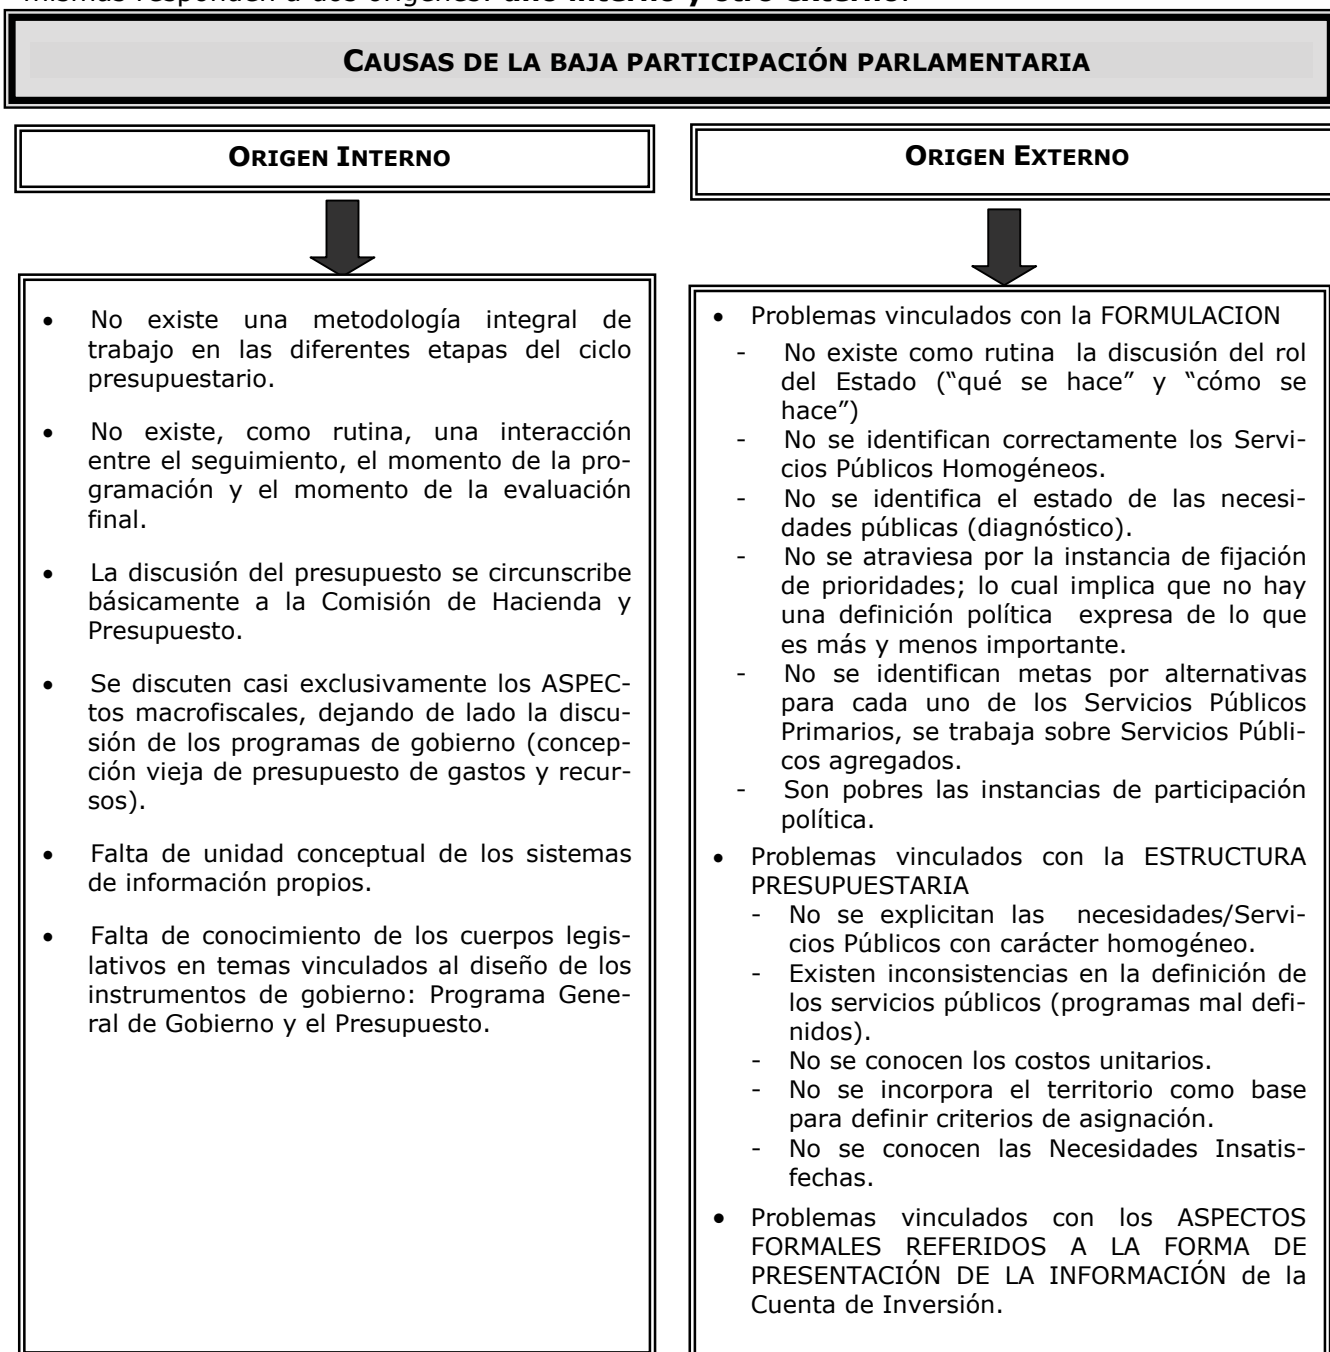 mismas responden a dos orígenes: uno interno y otro externo.
CAUSAS DE LA BAJA PARTICIPACIÓN PARLAMENTARIA
ORIGEN INTERNO
• No existe una metodología integral de
trabajo en las diferentes etapas del ciclo
presupuestario.
• No existe, como rutina, una interacción
entre el seguimiento, el momento de la pro-
gramación y el momento de la evaluación
final.
• La discusión del presupuesto se circunscribe
básicamente a la Comisión de Hacienda y
Presupuesto.
• Se discuten casi exclusivamente los ASPEC-
tos macrofiscales, dejando de lado la discu-
sión de los programas de gobierno (concep-
ción vieja de presupuesto de gastos y recur-
sos).
• Falta de unidad conceptual de los sistemas
de información propios.
• Falta de conocimiento de los cuerpos legis-
lativos en temas vinculados al diseño de los
instrumentos de gobierno: Programa Gene-
ral de Gobierno y el Presupuesto.
ORIGEN EXTERNO
• Problemas vinculados con la FORMULACION
- No existe como rutina la discusión del rol
del Estado (“qué se hace” y “cómo se
hace”)
- No se identifican correctamente los Servi-
cios Públicos Homogéneos.
- No se identifica el estado de las necesi-
dades públicas (diagnóstico).
- No se atraviesa por la instancia de fijación
de prioridades; lo cual implica que no hay
una definición política expresa de lo que
es más y menos importante.
- No se identifican metas por alternativas
para cada uno de los Servicios Públicos
Primarios, se trabaja sobre Servicios Públi-
cos agregados.
- Son pobres las instancias de participación
política.
• Problemas vinculados con la ESTRUCTURA
PRESUPUESTARIA
- No se explicitan las necesidades/Servi-
cios Públicos con carácter homogéneo.
- Existen inconsistencias en la definición de
los servicios públicos (programas mal defi-
nidos).
- No se conocen los costos unitarios.
- No se incorpora el territorio como base
para definir criterios de asignación.
- No se conocen las Necesidades Insatis-
fechas.
• Problemas vinculados con los ASPECTOS
FORMALES REFERIDOS A LA FORMA DE
PRESENTACIÓN DE LA INFORMACIÓN de la
Cuenta de Inversión.